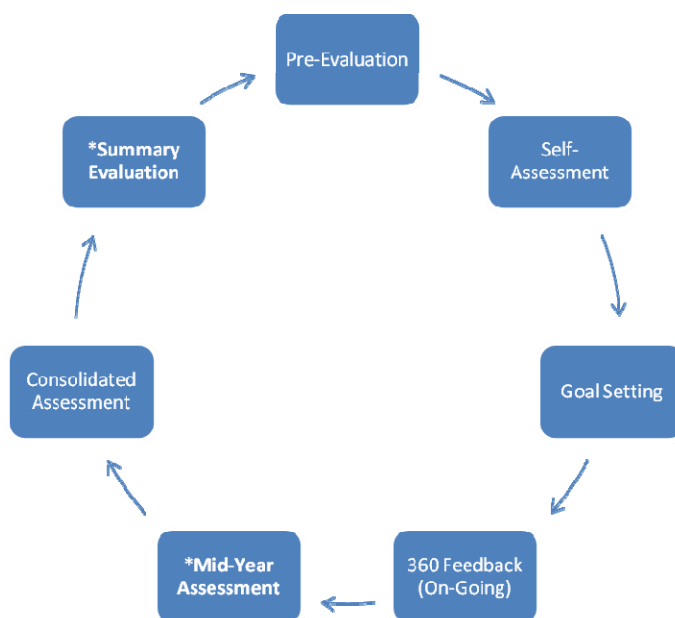 Pre-Evaluation
Self-
Assessment
Goal Setting
360 Feedback
(On-Going)
*Mid-Year
Assessment
Consolidated
Assessment
*Summary
Evaluation